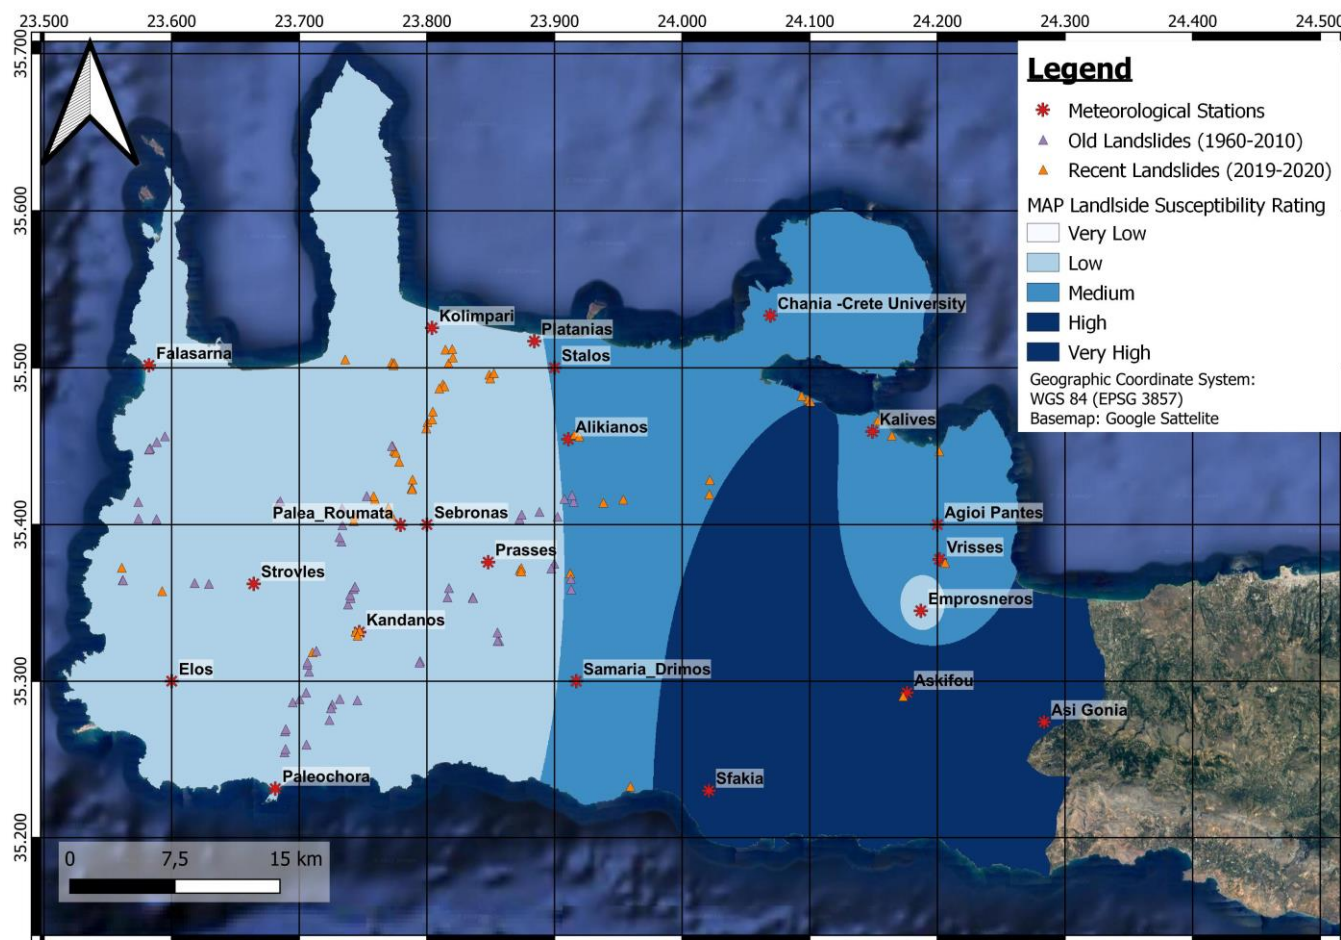 23.500 23.600 23.700 23.800 23.900 24.000 24.100 24.200 24.300 24.400 24.500
35.700
35.600
35.500
35.400
35.300
35.200
Legend
Meteorological Stations
Old Landslides (1960-2010)
Recent Landslides (2019-2020)
MAP Landlside Susceptibility Rating
Very Low
Low
Medium
High
Very High
Geographic Coordinate System:
WGS 84 (EPSG 3857)
Basemap: Google Sattelite
Chania -Crete University
Kolimpari
Platanias
Falasarna
Stalos
Alikianos
Kalives
Palea_Roumata
Sebronas
Agioi Pantes
Prasses
Vrisses
Strovles
Emprosneros
Kandanos
Elos
Samaria_Drimos
Askifou
Asi Gonia
Paleochora
Sfakia
0 7,5 15 km